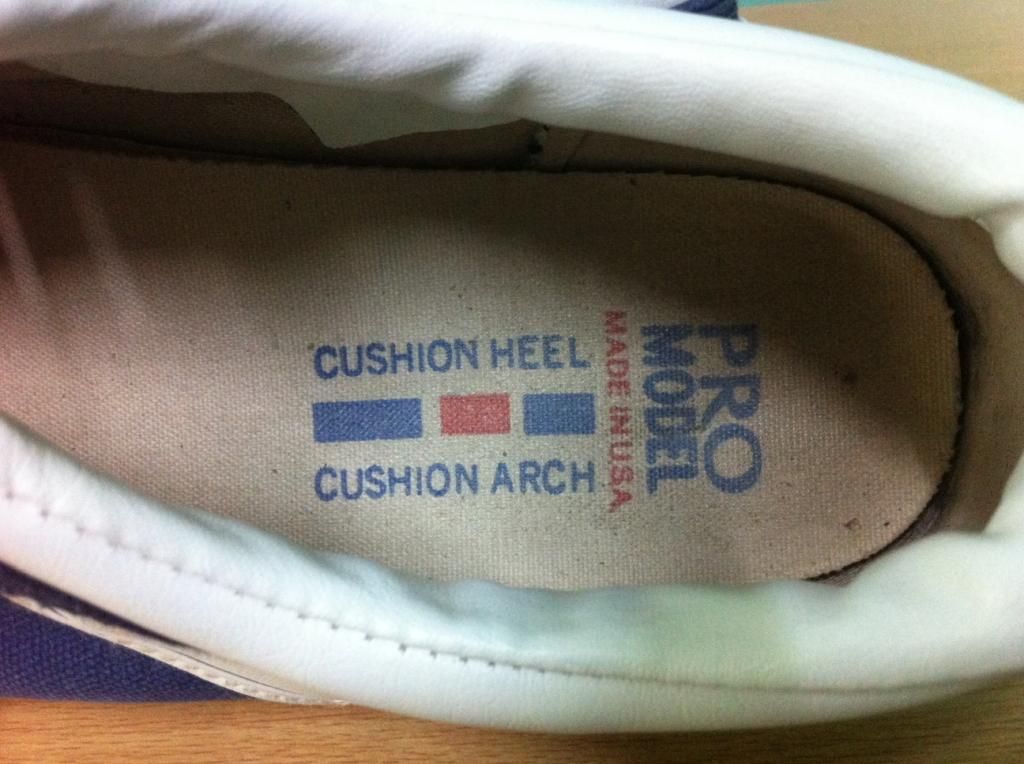 PRO
MODEL
MADE IN USA
CUSHION HEEL
CUSHION ARCH